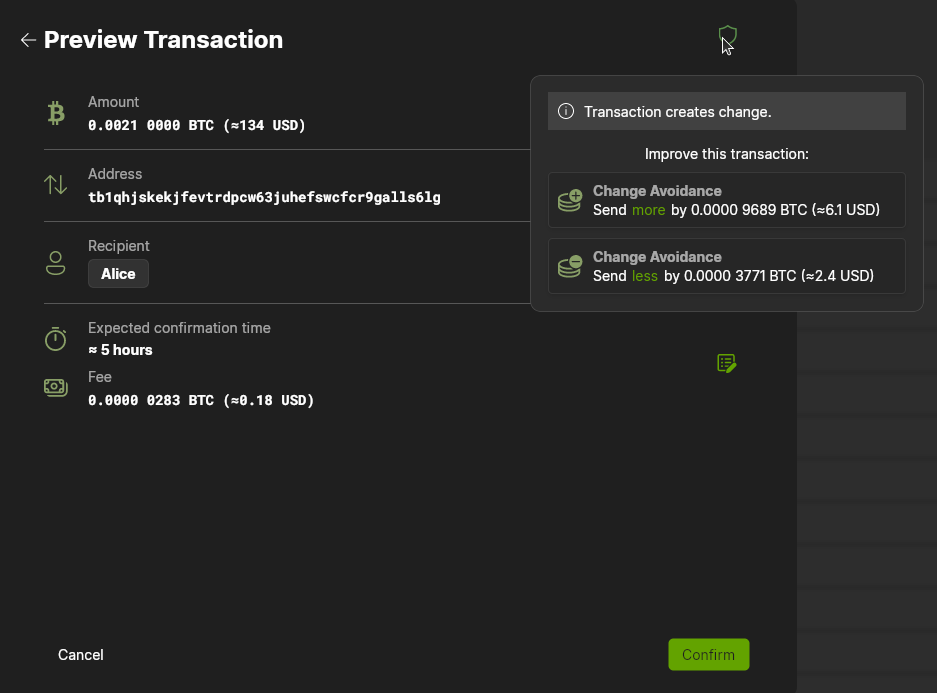 Preview Transaction
Amount
0.0021 0000 BTC (≈134 USD)
Address
tb1qhjskekjfevtrdpcw63juhefswcfcr9galls6lg
Recipient
Alice
Expected confirmation time
≈ 5 hours
Fee
0.0000 0283 BTC (≈0.18 USD)
Transaction creates change.
Improve this transaction:
Change Avoidance
Send more by 0.0000 9689 BTC (≈6.1 USD)
Change Avoidance
Send less by 0.0000 3771 BTC (≈2.4 USD)
Cancel
Confirm